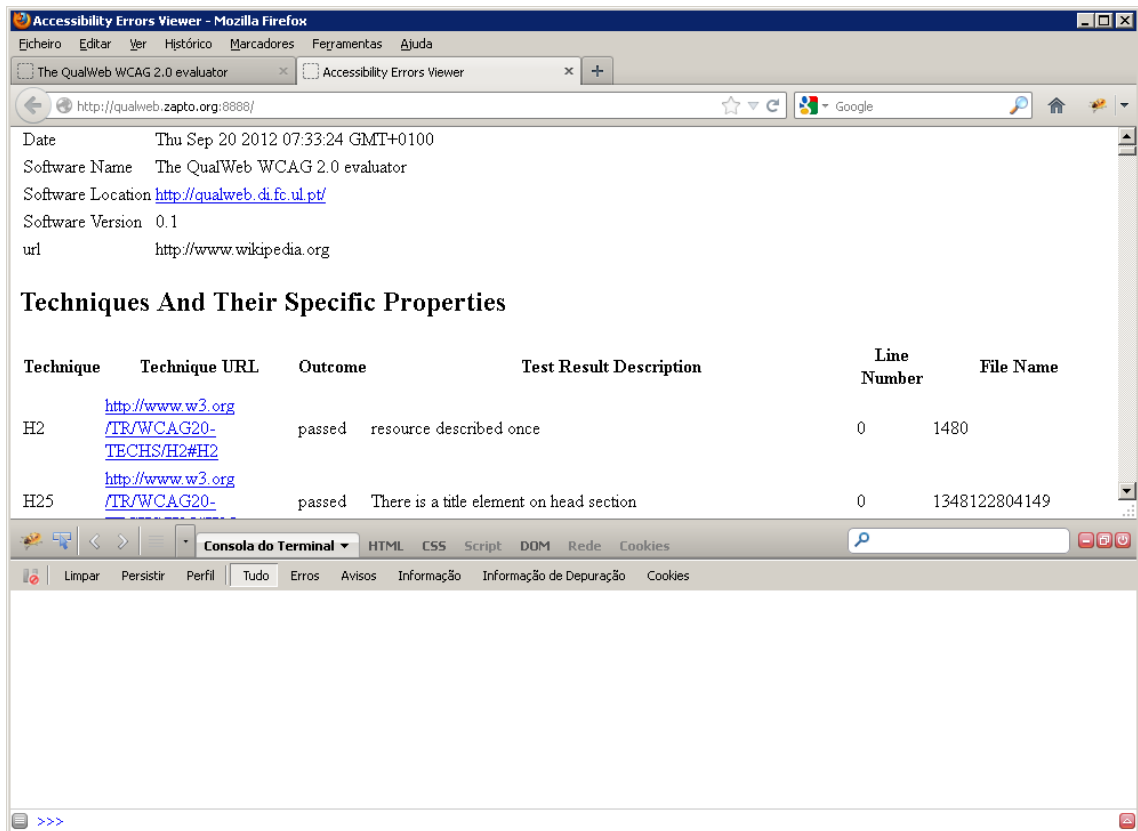 Accessibility Errors Viewer - Mozilla Firefox
Ficheiro Editar Ver Histórico Marcadores Ferramentas Ajuda
The QualWeb WCAG 2.0 evaluator × Accessibility Errors Viewer × +
http://qualweb.zapto.org:8888/ Google
Date Thu Sep 20 2012 07:33:24 GMT+0100
Software Name The QualWeb WCAG 2.0 evaluator
Software Location http://qualweb.di.fc.ul.pt/
Software Version 0.1
url http://www.wikipedia.org
Techniques And Their Specific Properties
Technique Technique URL Outcome Test Result Description Line Number File Name
http://www.w3.org
H2 /TR/WCAG20- passed resource described once 0 1480
TECHS/H2#H2
http://www.w3.org
H25 /TR/WCAG20- passed There is a title element on head section 0 1348122804149
Consola do Terminal HTML CSS Script DOM Rede Cookies
Limpar Persistir Perfil Tudo Erros Avisos Informação Informação de Depuração Cookies
>>>